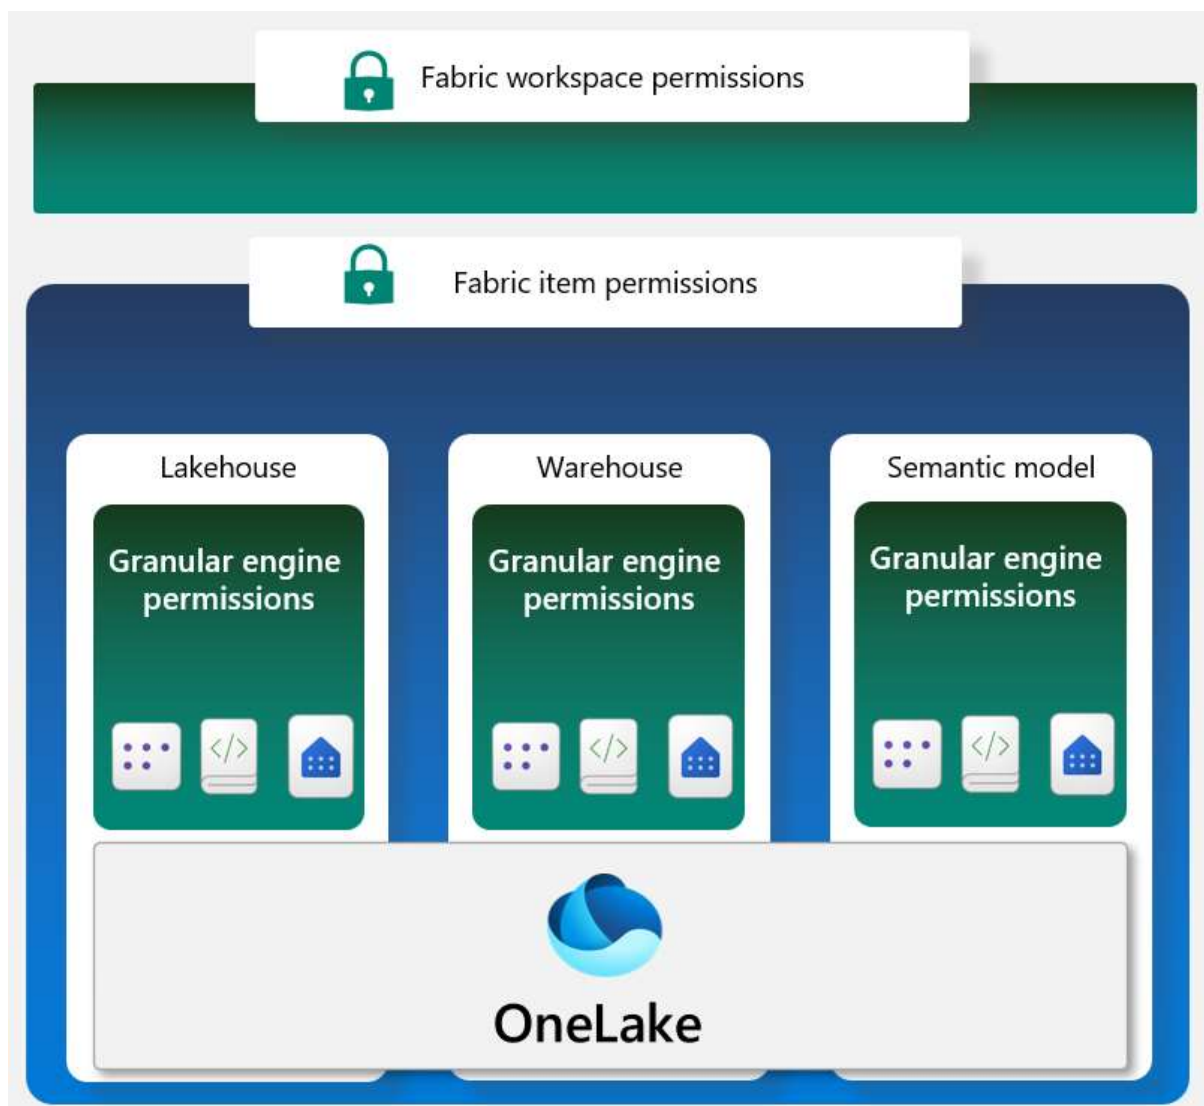 Fabric workspace permissions
Fabric item permissions
Lakehouse
Granular engine
permissions
</>
Warehouse
Granular engine
permissions
</>
Semantic model
Granular engine
permissions
</>
OneLake